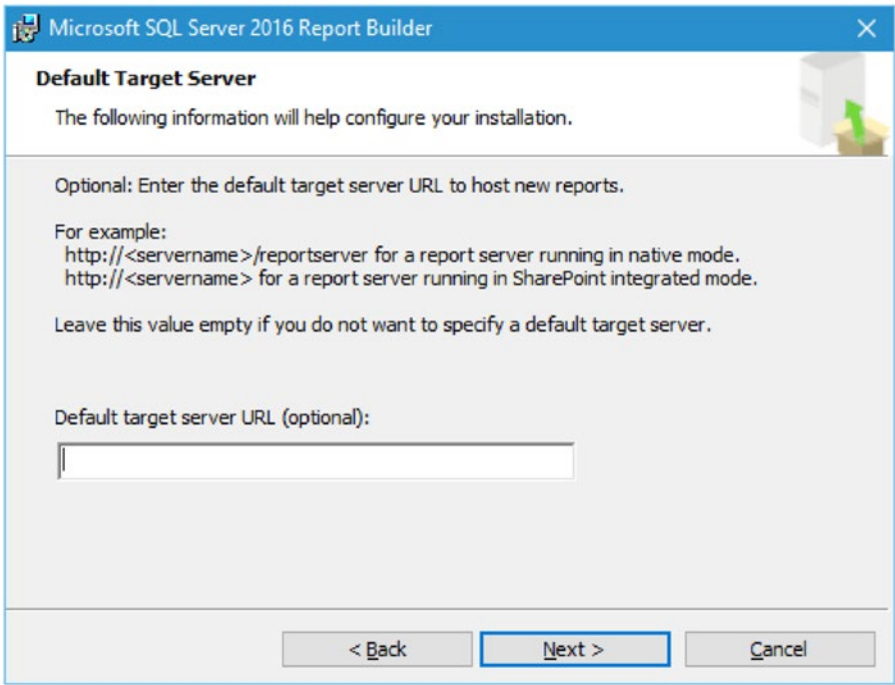 Microsoft SQL Server 2016 Report Builder
Default Target Server
The following information will help configure your installation.
Optional: Enter the default target server URL to host new reports.
For example:
http://<servername>/reportserver for a report server running in native mode.
http://<servername> for a report server running in SharePoint integrated mode.
Leave this value empty if you do not want to specify a default target server.
Default target server URL (optional):
< Back
Next >
Cancel